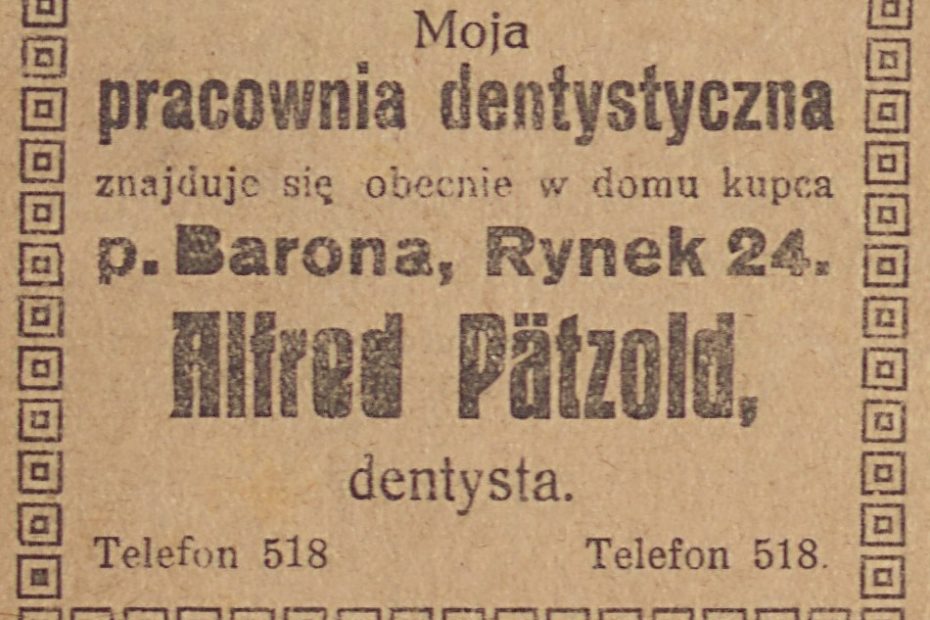 Moja
pracownia dentystyczna
znajduje się obecnie w domu kupca
p. Barona, Rynek 24.
Alfred Pätzold,
dentysta.
Telefon 518 Telefon 518.